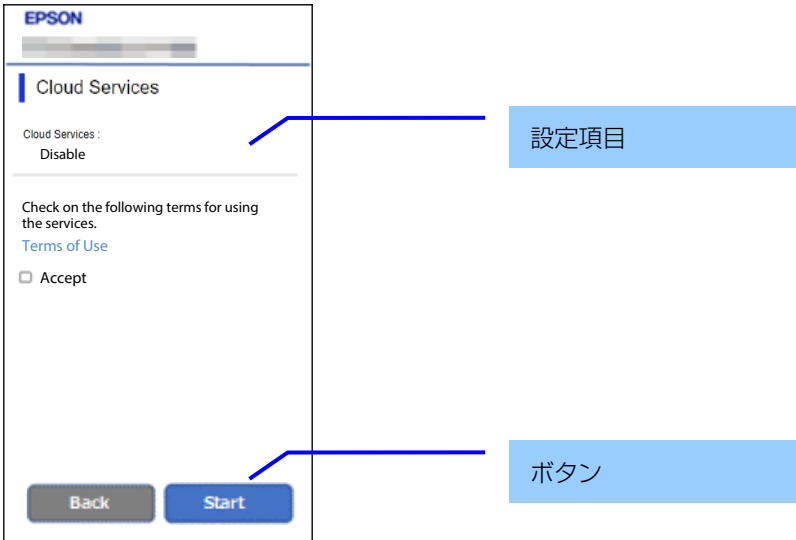 EPSON
Cloud Services
Cloud Services :
Disable
設定項目
Check on the following terms for using
the services.
Terms of Use
Accept
ボタン
Back
Start